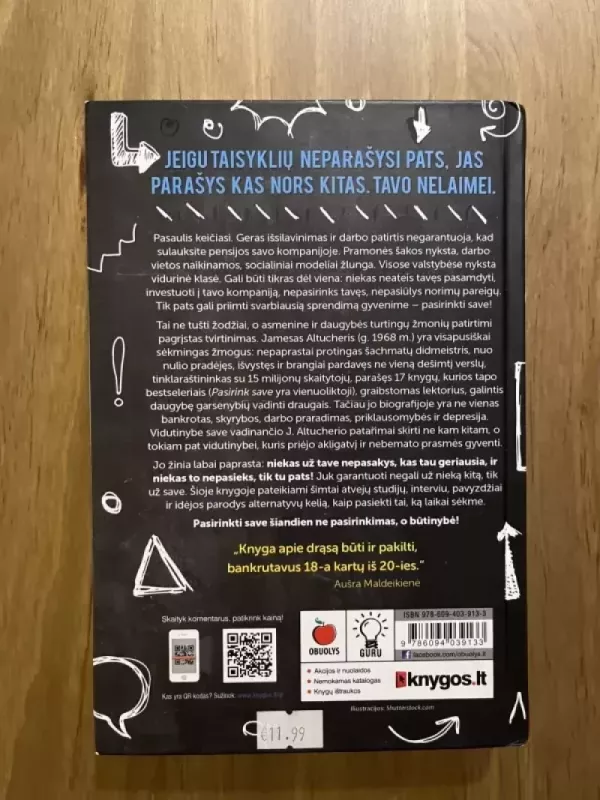 JEIGU TAISYKLIŲ NEPARAŠYSI PATS, JAS
PARAŠYS KAS NORS KITAS. TAVO NELAIMEI.
Pasaulis keičiasi. Geras išsilavinimas ir darbo patirtis negarantuoja, kad
sulauksite pensijos savo kompanijoje. Pramonės šakos nyksta, darbo
vietos naikinamos, socialiniai modeliai žlunga. Visose valstybėse nyksta
vidurinė klasė. Gali būti tikras dėl viena: niekas neateis tavęs pasamdyti,
investuoti į tavo kompaniją, nepasirinks tavęs, nepasiūlys norimų pareigų.
Tik pats gali priimti svarbiausią sprendimą gyvenime – pasirinkti save!
Tai ne tušti žodžiai, o asmenine ir daugybės turtingų žmonių patirtimi
pagrįstas tvirtinimas. Jamesas Altucheris (g. 1968 m.) yra visapusiškai
sėkmingas žmogus: nepaprastai protingas šachmatų didmeistris, nuo
nulio pradėjęs, išvystęs ir brangiai pardavęs ne vieną dešimtį verslų,
tinklaraštininkas su 15 milijonų skaitytojų, parašęs 17 knygų, kurios tapo
bestseleriais (Pasirink save yra vienuoliktoji), graibstomas lektorius, galintis
daugybę garsenybių vadinti draugais. Tačiau jo biografijoje yra ne vienas
bankrotas, skyrybos, darbo praradimas, priklausomybės ir depresija.
Vidutinybe save vadinančio J. Altucherio patarimai skirti ne kam kitam, o
tokiam pat vidutinybei, kuris priėjo akligatvį ir nebemato prasmės gyventi.
Jo žinia labai paprasta: niekas už tave nepasakys, kas tau geriausia, ir
niekas to nepasieks, tik tu pats! Juk garantuoti negali už nieką kitą, tik
už save. Šioje knygoje pateikiami šimtai atvejų studijų, interviu, pavyzdžiai
ir idėjos parodys alternatyvų kelią, kaip pasiekti tai, ką laikai sėkme.
Pasirinkti save šiandien ne pasirinkimas, o būtinybė!
„Knyga apie drąsą būti ir pakilti,
bankrutavus 18-a kartų iš 20-ies.“
Aušra Maldeikienė
Skaityk komentarus, patikrink kainą!
Kas yra QR-kodas? Sužinok: www.knygos.lt/qr
OBUOLYS
GURU
• Akcijos ir nuolaidos
• Nemokamas katalogas
• Knygų ištraukos
ISBN 978-609-403-913-3
9 786094 039133
facebook.com/obuolys.lt
knygos.lt
Iliustracijos: Shutterstock.com
€11.99